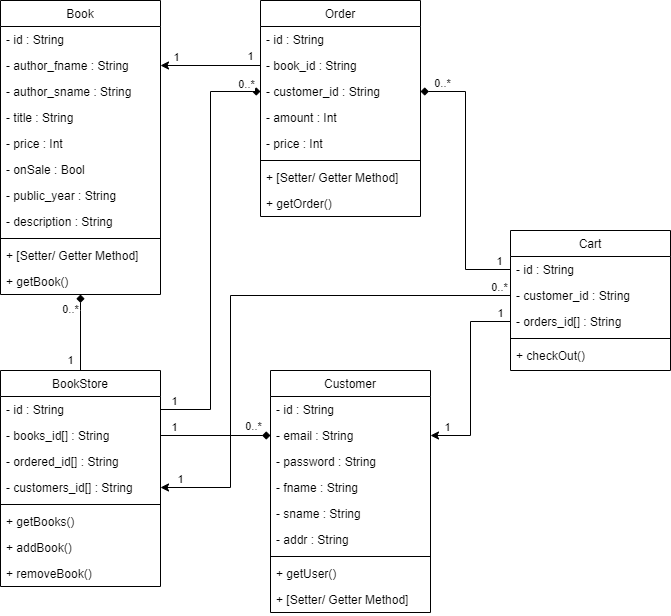 Book
- id : String
- author_fname : String
- author_sname : String
- title : String
- price : Int
- onSale : Bool
- public_year : String
- description : String
+ [Setter/ Getter Method]
+ getBook()
Order
- id : String
- book_id : String
- customer_id : String
- amount : Int
- price : Int
+ [Setter/ Getter Method]
+ getOrder()
1
1
0..*
0..*
Cart
- id : String
- customer_id : String
- orders_id[] : String
+ checkOut()
1
0..*
1
0..*
1
BookStore
- id : String
- books_id[] : String
- ordered_id[] : String
- customers_id[] : String
+ getBooks()
+ addBook()
+ removeBook()
1
1
0..*
1
1
Customer
- id : String
- email : String
- password : String
- fname : String
- sname : String
- addr : String
+ getUser()
+ [Setter/ Getter Method]